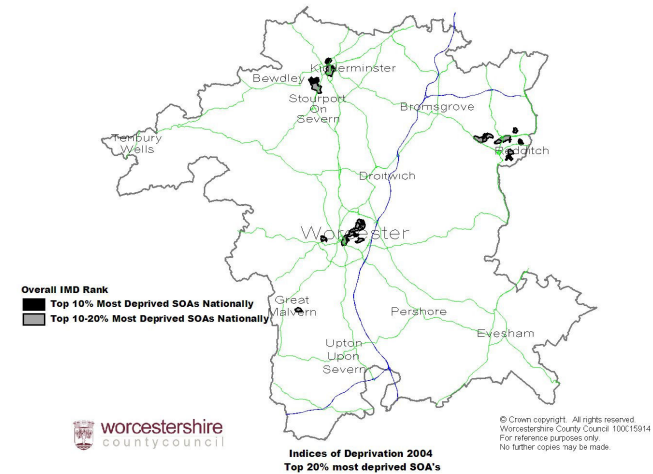 Kidderminster
Bewdley
Stourport
On
Severn
Bromsgrove
Tenbury
Wells
Redditch
Droitwich
Worcester
Overall IMD Rank
Top 10% Most Deprived SOAs Nationally
Top 10-20% Most Deprived SOAs Nationally
Great
Malvern
Pershore
Evesham
Upton
Upon
Severn
worcestershire
countycouncil
© Crown copyright. All rights reserved.
Worcestershire County Council 100015914
For reference purposes only.
No further copies may be made.
Indices of Deprivation 2004
Top 20% most deprived SOA's